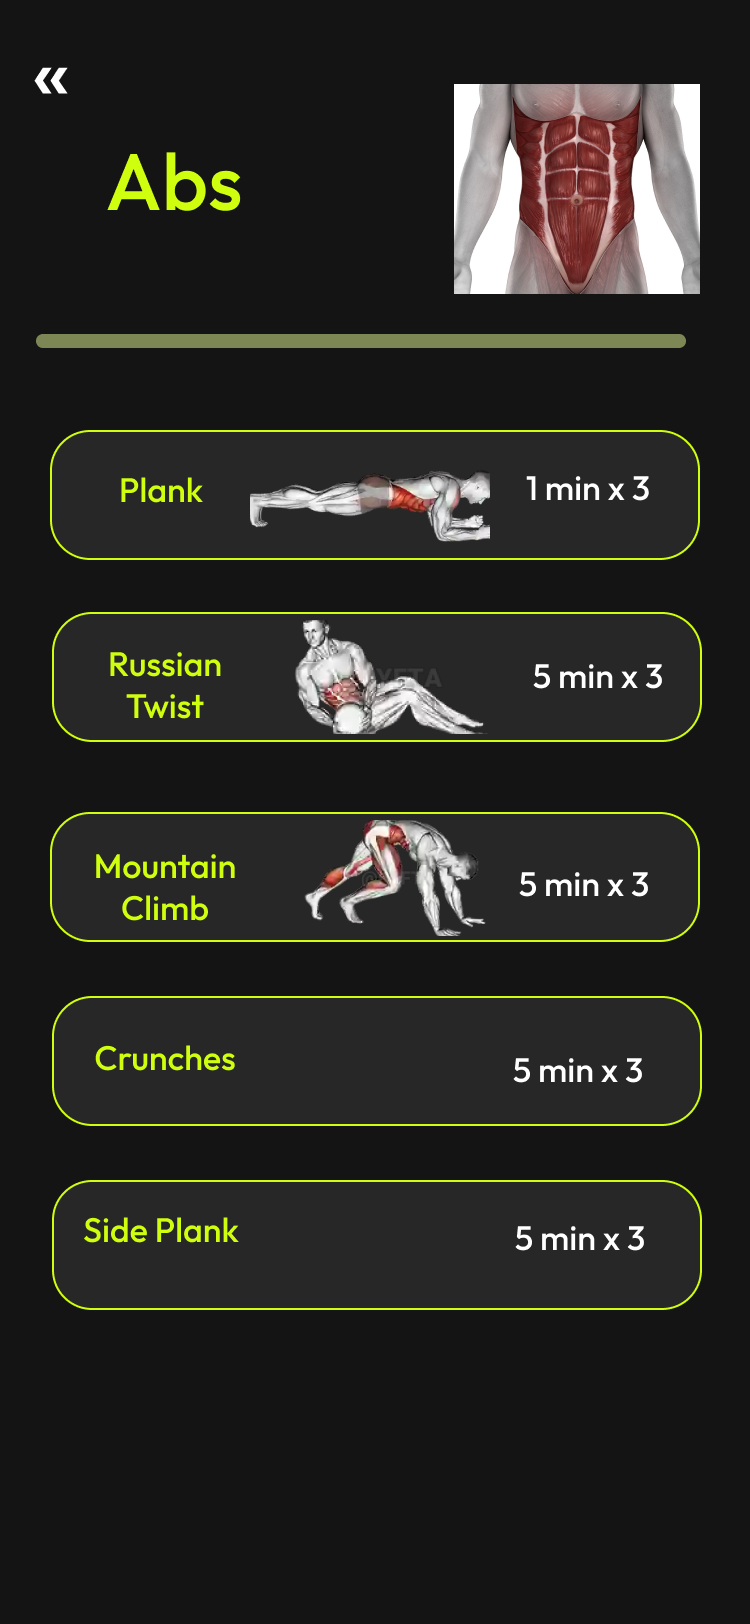 «
Abs
Plank
1 min x 3
Russian
Twist
5 min x 3
Mountain
Climb
5 min x 3
Crunches
5 min x 3
Side Plank
5 min x 3